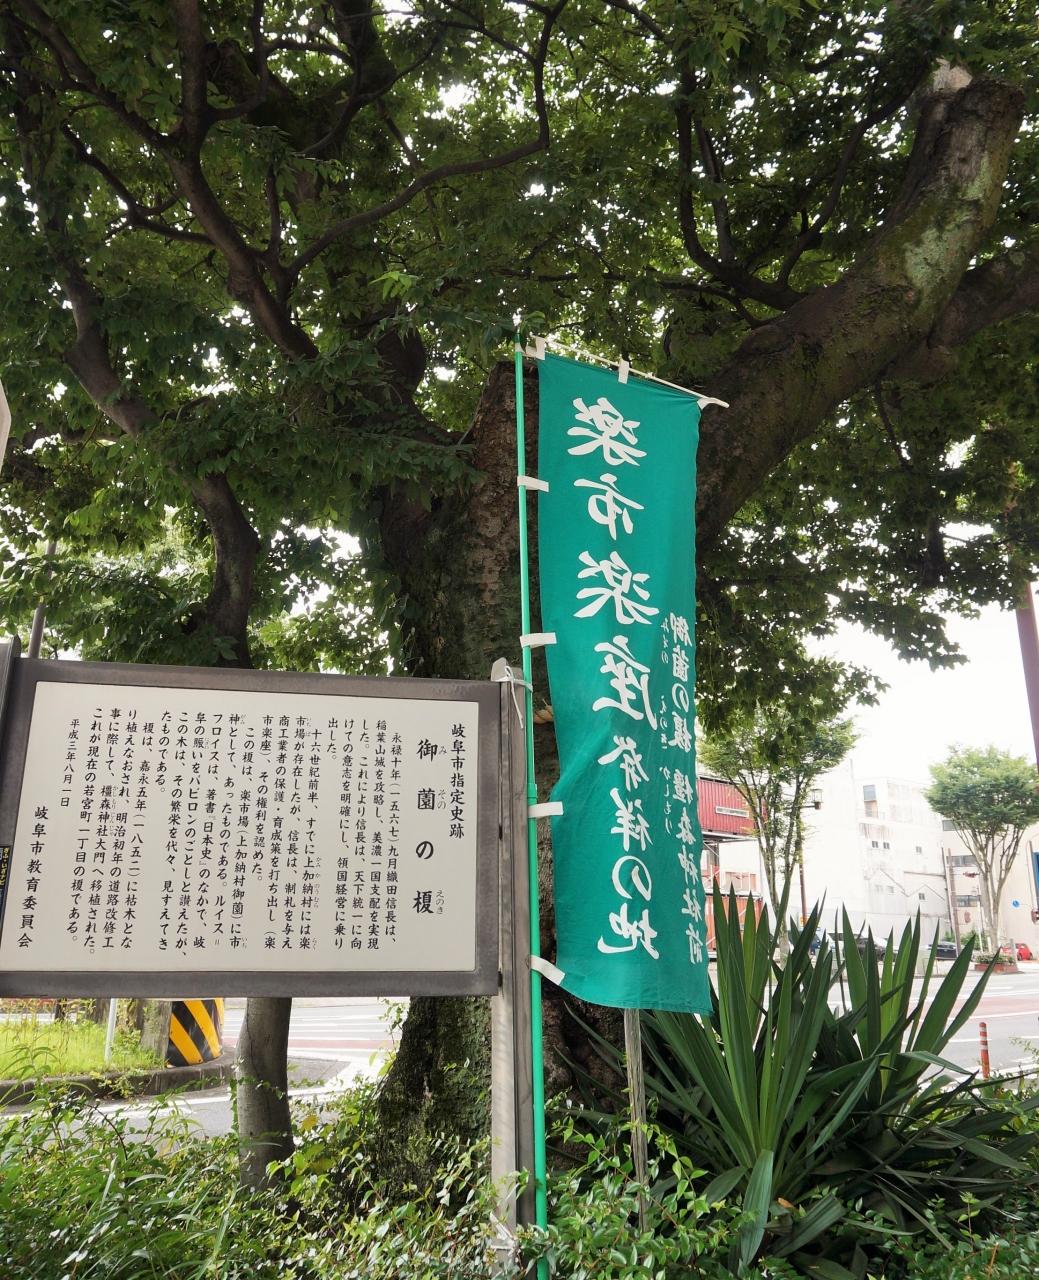 岐阜市指定史跡
御薗の榎
永禄十年(一五六七)九月織田信長は、
稲葉山城を攻略し、美濃一国支配を実現
した。これにより信長は、天下統一に向
けての意志を明確にし、領国経営に乗り
出した。
十六世紀前半、すでに上加納村には楽
市場が存在したが、信長は、制札を与え
商工業者の保護・育成策を打ち出し(楽
市楽座)、その権利を認めた。
この榎は、楽市場(上加納村御薗)に市
神として、あったものである。ルイス=
フロイスは、著書『日本史』のなかで、岐
阜の賑いをバビロンのごとしと讃えたが、
この木は、その繁栄を代々、見すえてき
たものである。
榎は、嘉永五年(一八五二)に枯木とな
り植えなおされ、明治初年の道路改修工
事に際して、橿森神社大門へ移植された。
これが現在の若宮町一丁目の榎である。
平成三年八月一日
岐阜市教育委員会
楽市楽座発祥の地
御薗の榎 橿森神社前